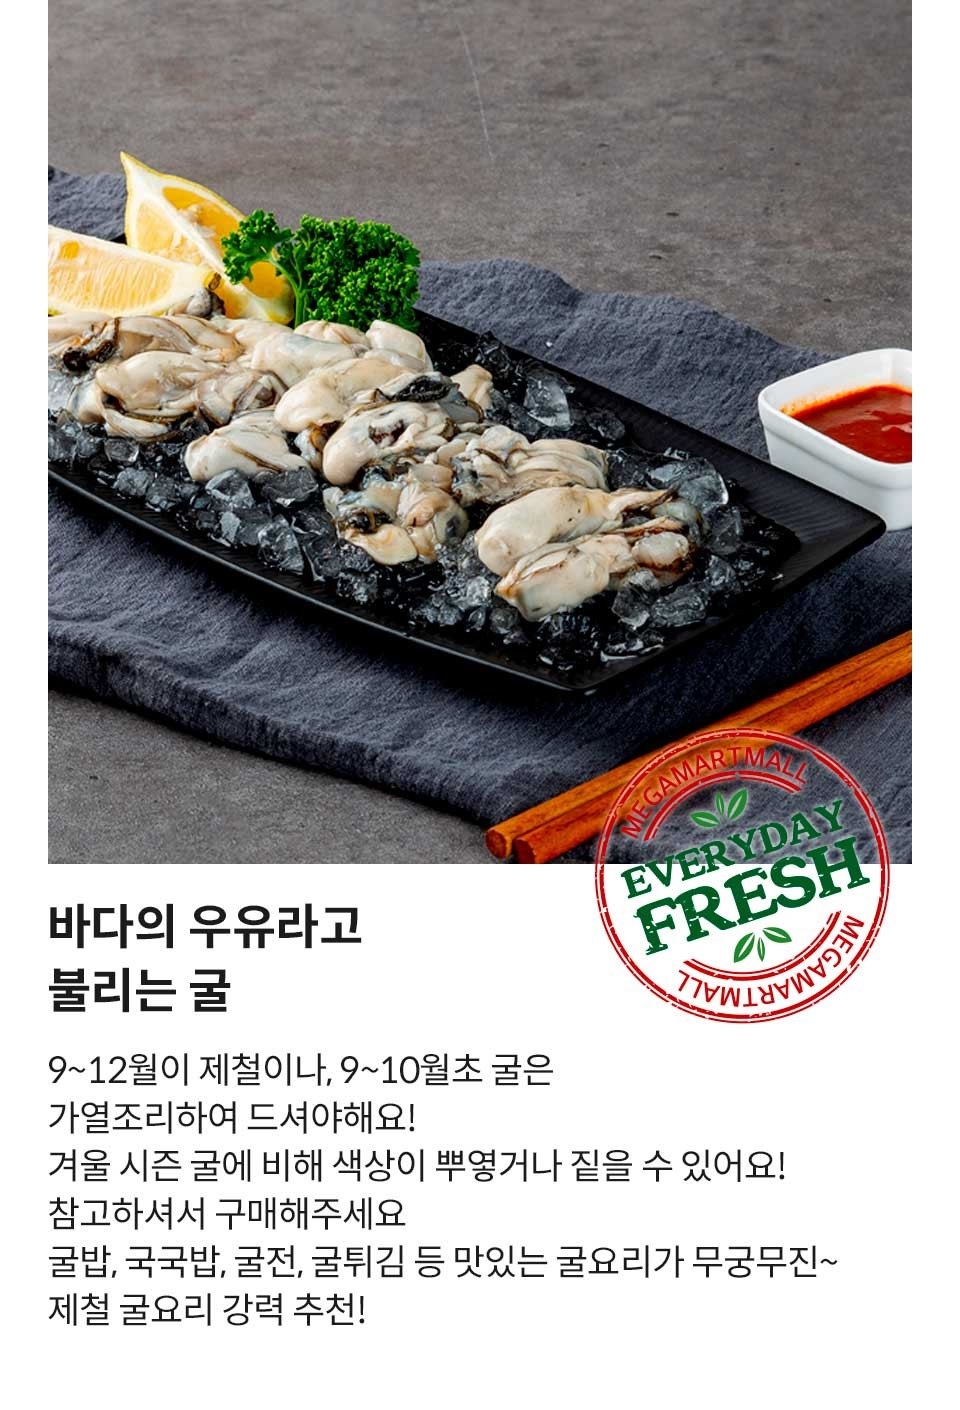 MEGAMARTMALL
EVERYDAY
FRESH
MEGAMARTMALL
바다의 우유라고
불리는 굴
9~12월이 제철이나, 9~10월초 굴은
가열조리하여 드셔야해요!
겨울 시즌 굴에 비해 색상이 뿌옇거나 짙을 수 있어요!
참고하셔서 구매해주세요
굴밥, 국국밥, 굴전, 굴튀김 등 맛있는 굴요리가 무궁무진~
제철 굴요리 강력 추천!